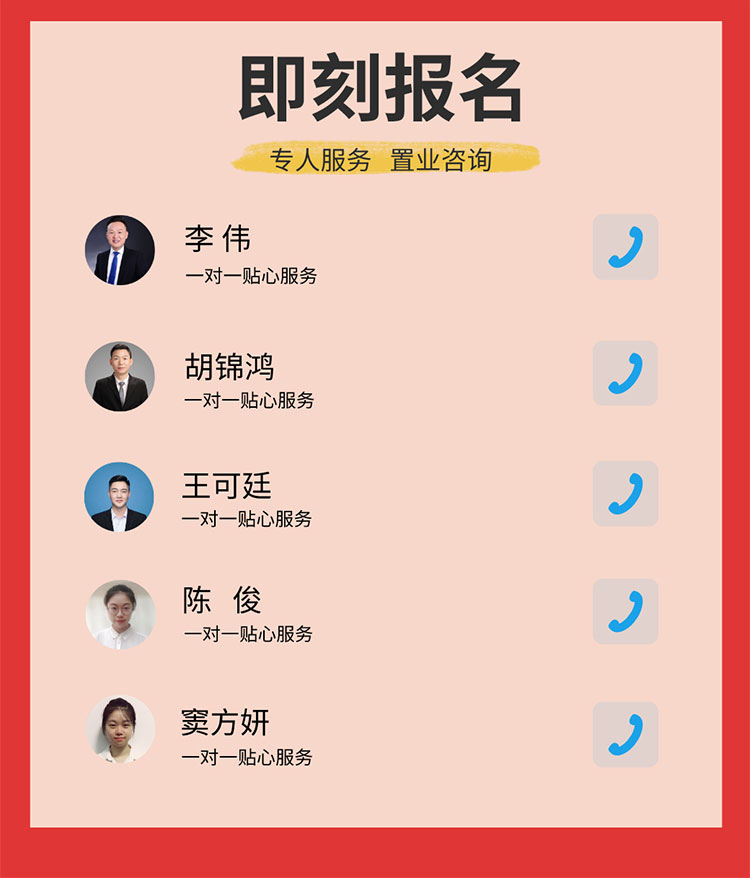 即刻报名
专人服务 置业咨询
李 伟
一对一贴心服务
胡锦鸿
一对一贴心服务
王可廷
一对一贴心服务
陈 俊
一对一贴心服务
窦方妍
一对一贴心服务